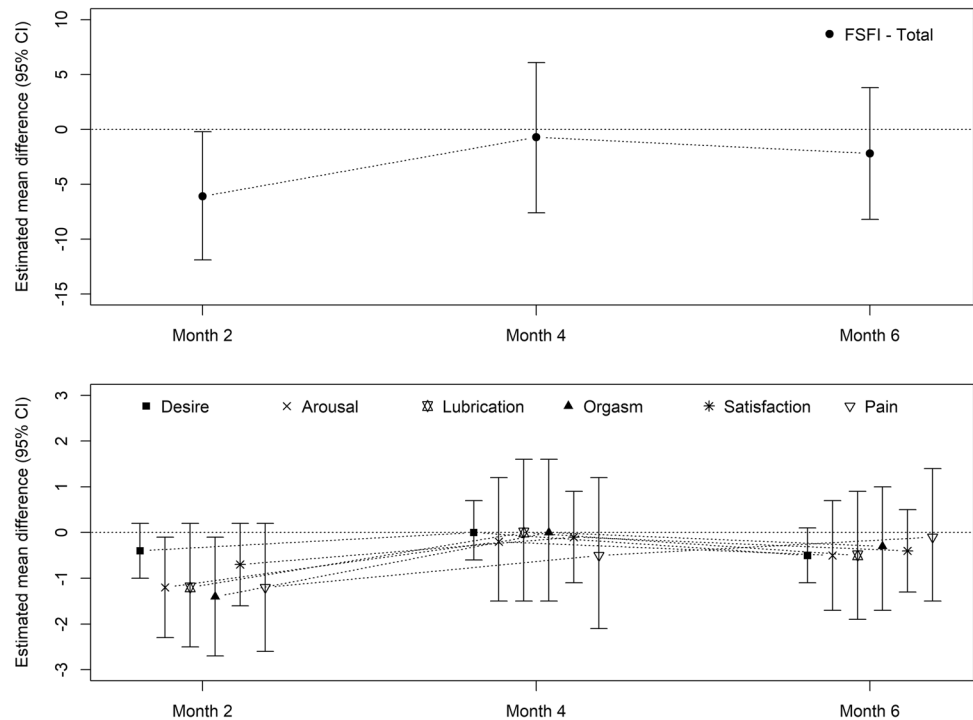 Estimated mean difference (95% CI)
10
5
0
-5
-10
-15
FSFI - Total
Month 2 Month 4 Month 6
Estimated mean difference (95% CI)
3
2
1
0
-1
-2
-3
Desire Arousal Lubrication Orgasm Satisfaction Pain
Month 2 Month 4 Month 6